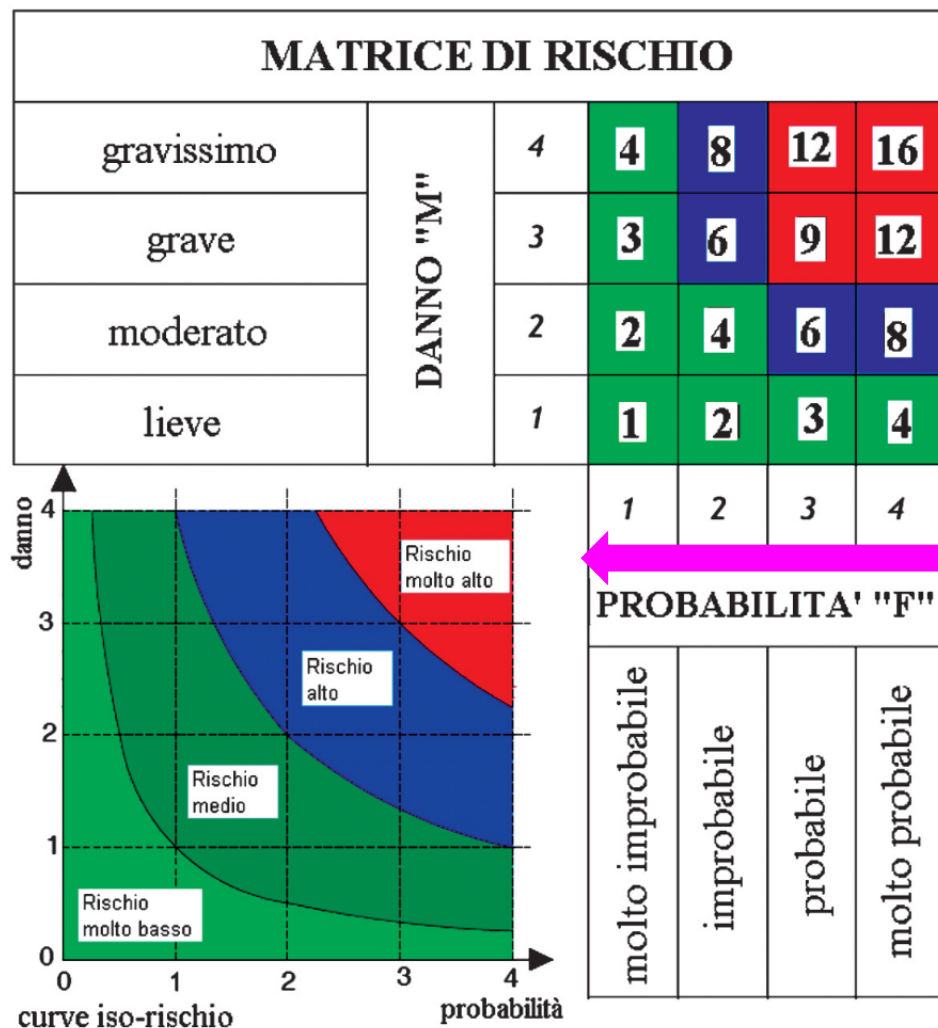 MATRICE DI RISCHIO
gravissimo
DANNO "M"
4
4
8
12
16
grave
3
3
6
9
12
moderato
2
2
4
6
8
lieve
1
1
2
3
4
1
2
3
4
PROBABILITA' "F"
molto improbabile
improbabile
probabile
molto probabile
danno
4
3
2
1
0
Rischio
molto alto
Rischio
alto
Rischio
medio
Rischio
molto basso
0
1
2
3
4
curve iso-rischio
probabilità